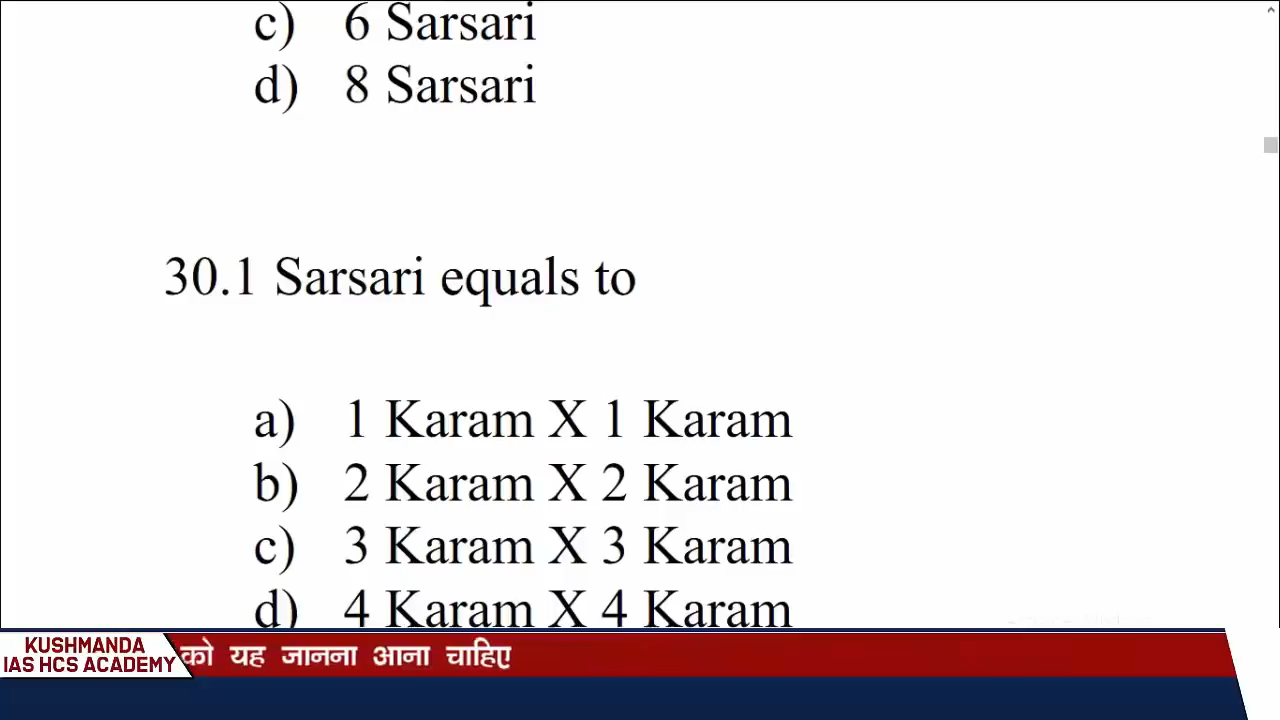 c) 6 Sarsari
d) 8 Sarsari
30.1 Sarsari equals to
a) 1 Karam X 1 Karam
b) 2 Karam X 2 Karam
c) 3 Karam X 3 Karam
d) 4 Karam X 4 Karam
KUSHMANDA
IAS HCS ACADEMY
को यह जानना आना चाहिए